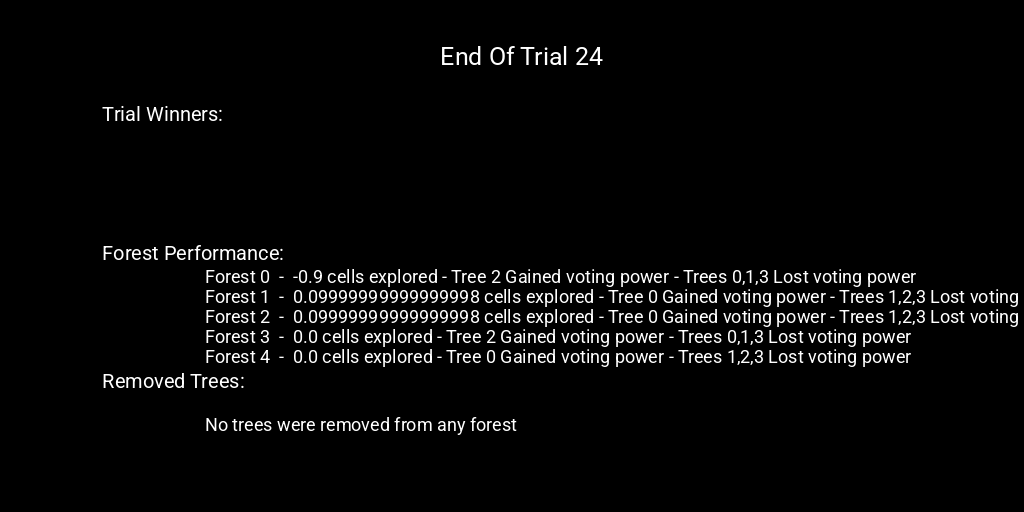 End Of Trial 24
Trial Winners:
Forest Performance:
Forest 0 - -0.9 cells explored - Tree 2 Gained voting power - Trees 0,1,3 Lost voting power
Forest 1 - 0.09999999999999998 cells explored - Tree 0 Gained voting power - Trees 1,2,3 Lost voting
Forest 2 - 0.09999999999999998 cells explored - Tree 0 Gained voting power - Trees 1,2,3 Lost voting
Forest 3 - 0.0 cells explored - Tree 2 Gained voting power - Trees 0,1,3 Lost voting power
Forest 4 - 0.0 cells explored - Tree 0 Gained voting power - Trees 1,2,3 Lost voting power
Removed Trees:
No trees were removed from any forest